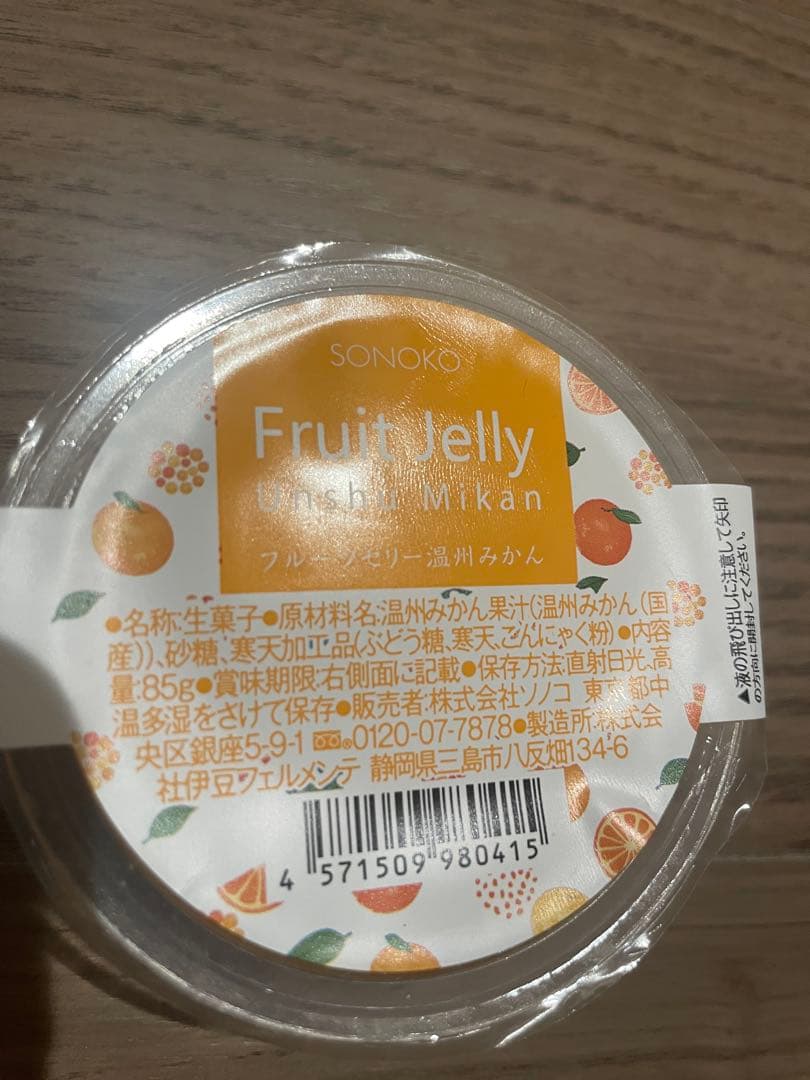 SONOKO
Fruit Jelly
Unshu Mikan
フルーツゼリー温州みかん
●名称:生菓子●原材料名:温州みかん果汁(温州みかん(国
産))、砂糖、寒天加工品(ぶどう糖、寒天、こんにゃく粉)●内容
量:85g●賞味期限:右側面に記載●保存方法:直射日光、高
温多湿をさけて保存●販売者:株式会社ソノコ 東京都中
央区銀座5-9-1 0120-07-7878●製造所:株式会
社伊豆フェルメンテ 静岡県三島市八反畑134-6
4 571509 980415
▲液の飛び出しに注意して矢印
の方向に開封してください。